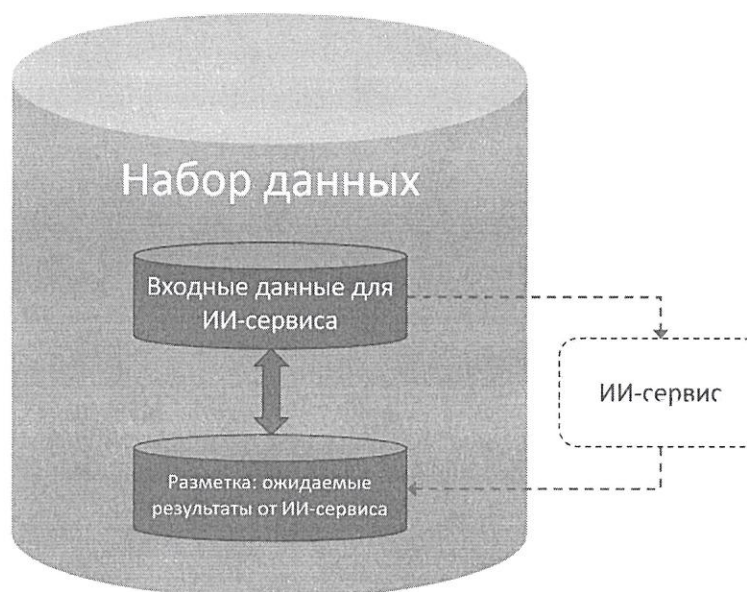 Набор данных
Входные данные для
ИИ-сервиса
ИИ-сервис
Разметка: ожидаемые
результаты от ИИ-сервиса